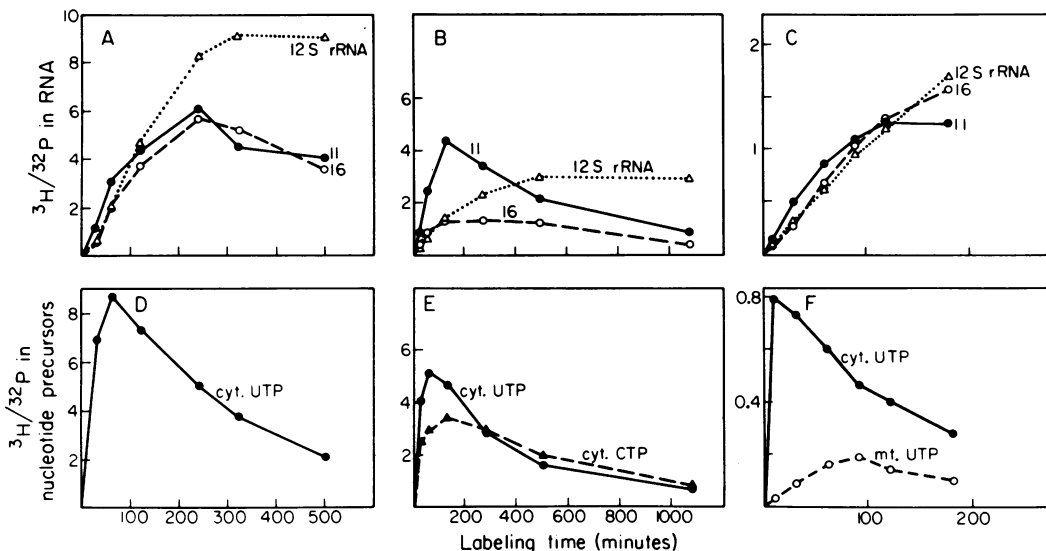 10
8
6
4
2
A
12 S rRNA
11
16
6
4
2
B
11
12 S rRNA
16
2
1
C
12 S rRNA
16
11
³H/³²P in RNA
8
6
4
2
D
cyt. UTP
100 200 300 400 500
6
4
2
E
cyt. UTP
cyt. CTP
200 400 600 800 1000
0.8
0.4
F
cyt. UTP
mt. UTP
100 200
³H/³²P in
nucleotide precursors
Labeling time (minutes)